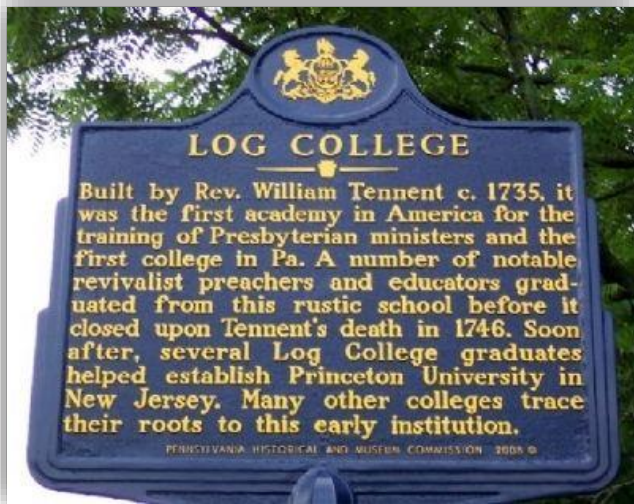 LOG COLLEGE
Built by Rev. William Tennent c. 1735, it
was the first academy in America for the
training of Presbyterian ministers and the
first college in Pa. A number of notable
revivalist preachers and educators grad-
uated from this rustic school before it
closed upon Tennent's death in 1746. Soon
after, several Log College graduates
helped establish Princeton University in
New Jersey. Many other colleges trace
their roots to this early institution.
PENNSYLVANIA HISTORICAL AND MUSEUM COMMISSION 2008 ©